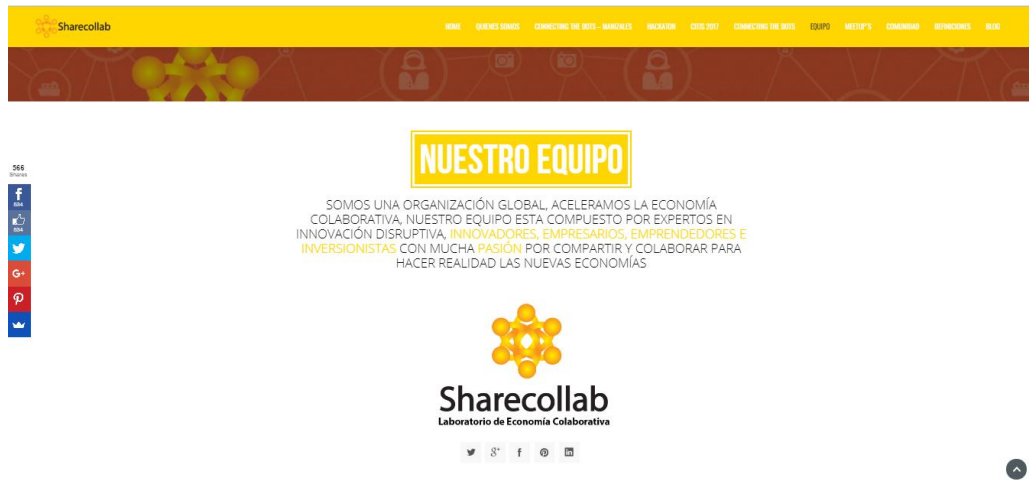 Sharecollab
HOME QUIENES SOMOS CONNECTING THE DOTS – MANIZALES HACKATON COTIS 2017 CONNECTING THE DOTS EQUIPO MEETUP'S COMUNIDAD DEFINICIONES BLOG
566
Shares
684
684
NUESTRO EQUIPO
SOMOS UNA ORGANIZACIÓN GLOBAL, ACELERAMOS LA ECONOMÍA
COLABORATIVA, NUESTRO EQUIPO ESTA COMPUESTO POR EXPERTOS EN
INNOVACIÓN DISRUPTIVA, INNOVADORES, EMPRESARIOS, EMPRENDEDORES E
INVERSIONISTAS CON MUCHA PASIÓN POR COMPARTIR Y COLABORAR PARA
HACER REALIDAD LAS NUEVAS ECONOMÍAS
Sharecollab
Laboratorio de Economía Colaborativa